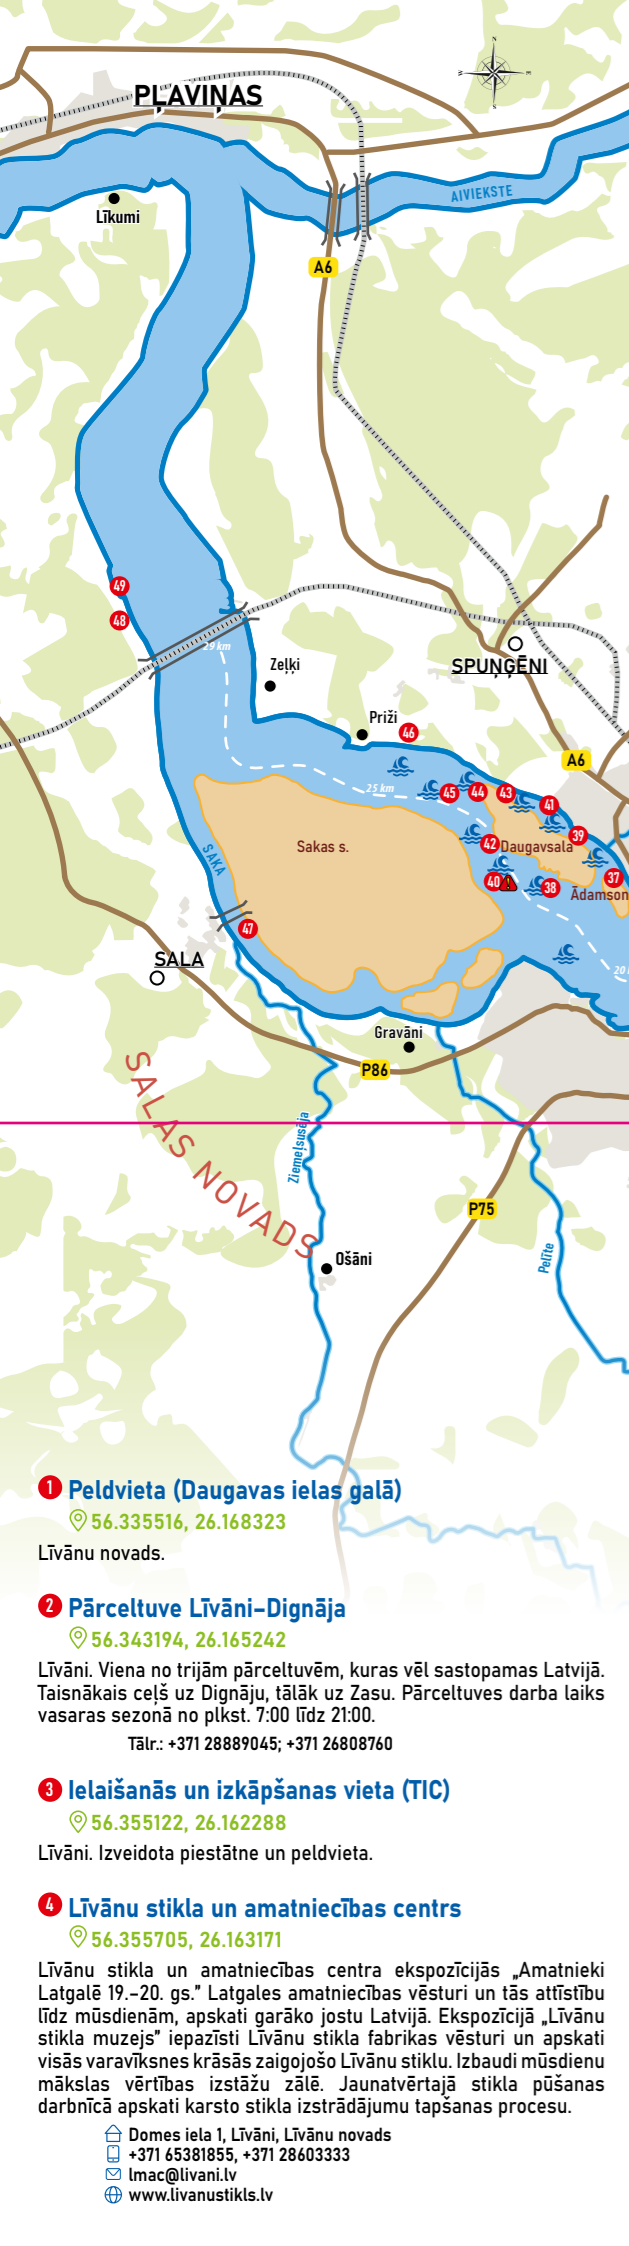 N
W
E
S
PĻAVIŅAS
AIVIEKSTE
Līkumi
A6
49
48
29 km
Zeļķi
SPUŅĢĒNI
Priži
46
A6
25 km
45
44
43
41
39
42
Daugavsala
Sakas s.
SAKA
40
38
37
Ādamson
47
SALA
20
Gravāni
P86
SALAS NOVADS
Ziemeļsusēja
P75
Pelīte
Ošāni
1 Peldvieta (Daugavas ielas galā)
56.335516, 26.168323
Līvānu novads.
2 Pārceltuve Līvāni–Dignāja
56.343194, 26.165242
Līvāni. Viena no trijām pārceltuvēm, kuras vēl sastopamas Latvijā.
Taisnākais ceļš uz Dignāju, tālāk uz Zasu. Pārceltuves darba laiks
vasaras sezonā no plkst. 7:00 līdz 21:00.
Tālr.: +371 28889045; +371 26808760
3 Ielaišanās un izkāpšanas vieta (TIC)
56.355122, 26.162288
Līvāni. Izveidota piestātne un peldvieta.
4 Līvānu stikla un amatniecības centrs
56.355705, 26.163171
Līvānu stikla un amatniecības centra ekspozīcijās „Amatnieki
Latgalē 19.–20. gs.” Latgales amatniecības vēsturi un tās attīstību
līdz mūsdienām, apskati garāko jostu Latvijā. Ekspozīcijā „Līvānu
stikla muzejs” iepazīsti Līvānu stikla fabrikas vēsturi un apskati
visās varavīksnes krāsās zaigojošo Līvānu stiklu. Izbaudi mūsdienu
mākslas vērtības izstāžu zālē. Jaunatvērtajā stikla pūšanas
darbnīcā apskati karsto stikla izstrādājumu tapšanas procesu.
Domes iela 1, Līvāni, Līvānu novads
+371 65381855, +371 28603333
lmac@livani.lv
www.livanustikls.lv